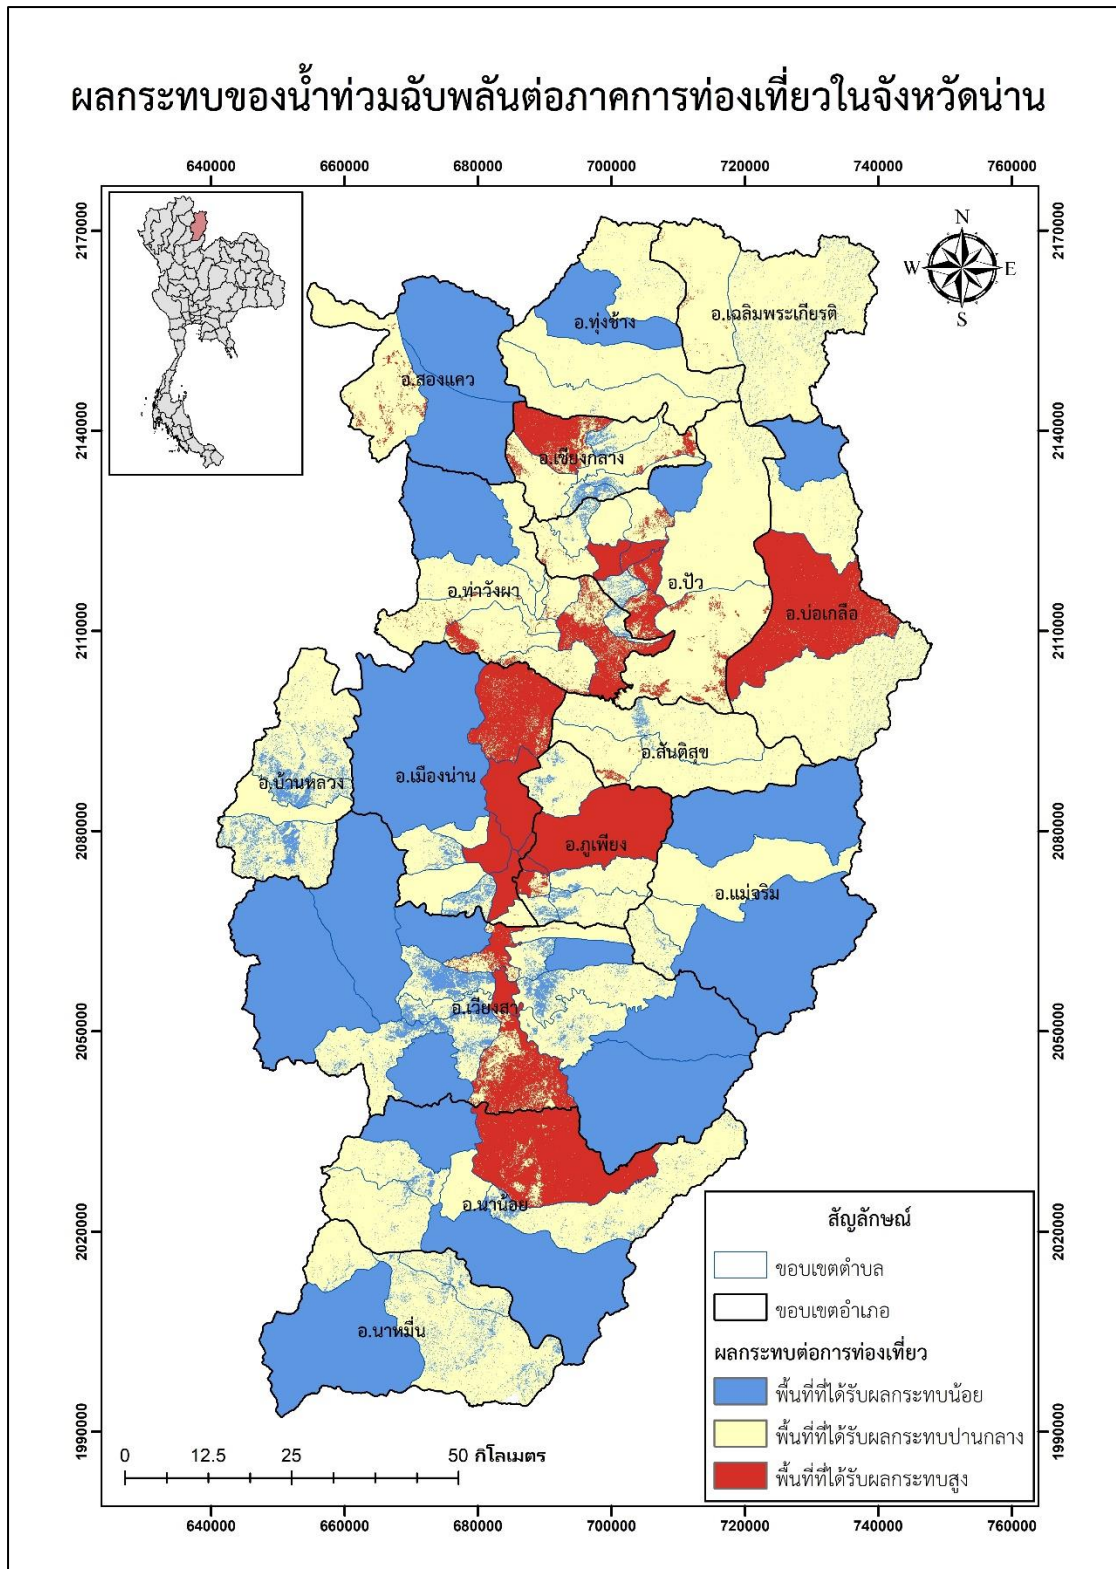 ผลกระทบของน้ำท่วมฉับพลันต่อภาคการท่องเที่ยวในจังหวัดน่าน
640000 660000 680000 700000 720000 740000 760000
2170000 2170000
2140000 2140000
2110000 2110000
2080000 2080000
2050000 2050000
2020000 2020000
1990000 1990000
N
W E
S
อ.เฉลิมพระเกียรติ
อ.ทุ่งช้าง
อ.สองแคว
อ.เชียงกลาง
อ.ปัว
อ.ท่าวังผา
อ.บ่อเกลือ
อ.สันติสุข
อ.เมืองน่าน
อ.บ้านหลวง
อ.ภูเพียง
อ.แม่จริม
อ.เวียงสา
อ.นาน้อย
อ.นาหมื่น
สัญลักษณ์
ขอบเขตตำบล
ขอบเขตอำเภอ
ผลกระทบต่อการท่องเที่ยว
พื้นที่ที่ได้รับผลกระทบน้อย
พื้นที่ที่ได้รับผลกระทบปานกลาง
พื้นที่ที่ได้รับผลกระทบสูง
0 12.5 25 50 กิโลเมตร
640000 660000 680000 700000 720000 740000 760000